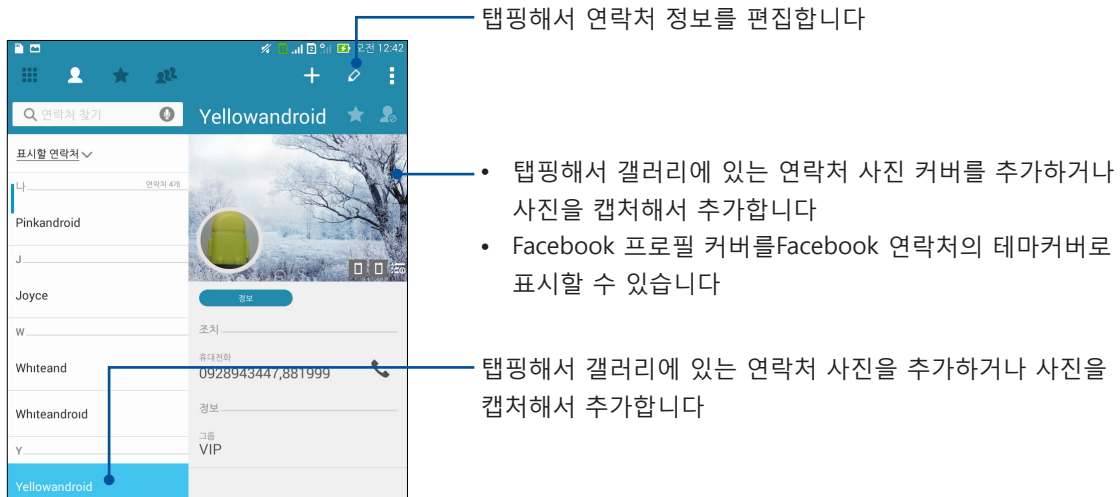 탭핑해서 연락처 정보를 편집합니다
오전 12:42
연락처 찾기
Yellowandroid
표시할 연락처
나
연락처 4개
Pinkandroid
J
Joyce
W
Whiteand
Whiteandroid
Y
Yellowandroid
정보
조치
휴대전화
0928943447,881999
정보
그룹
VIP
• 탭핑해서 갤러리에 있는 연락처 사진 커버를 추가하거나
사진을 캡처해서 추가합니다
• Facebook 프로필 커버를Facebook 연락처의 테마커버로
표시할 수 있습니다
탭핑해서 갤러리에 있는 연락처 사진을 추가하거나 사진을
캡처해서 추가합니다